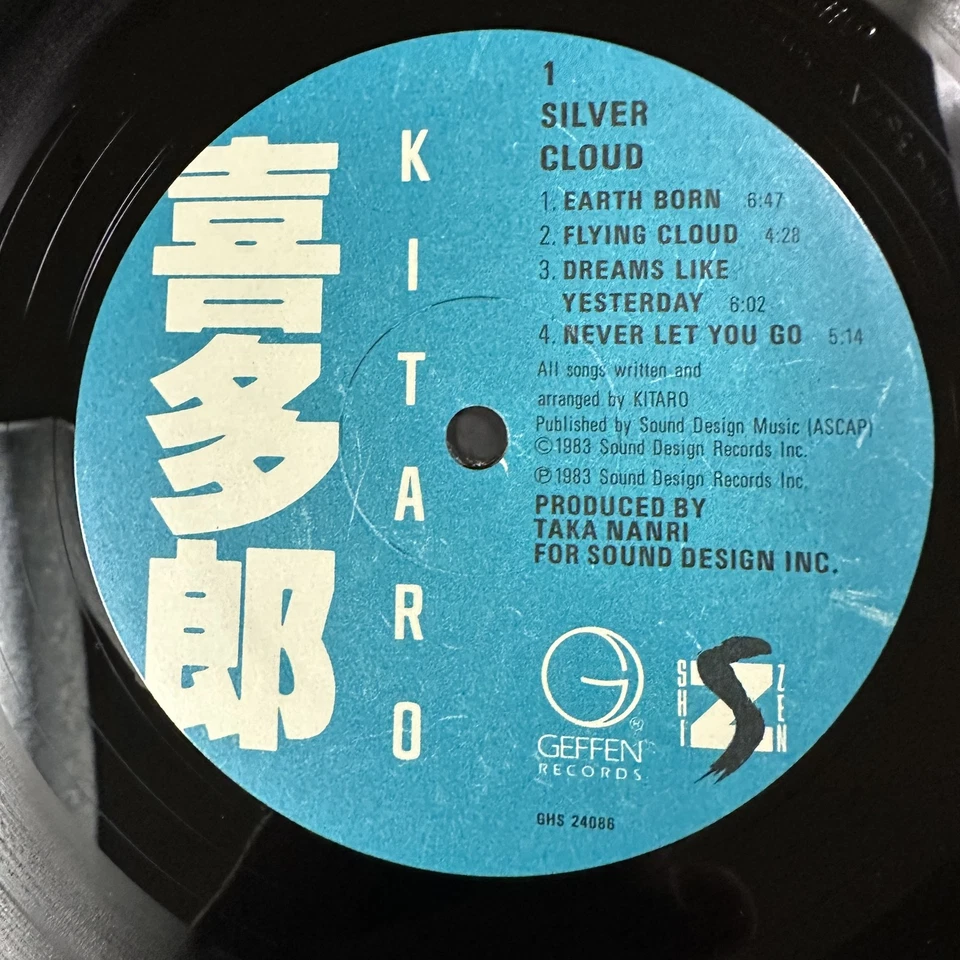 喜多郎
KITARO
1
SILVER
CLOUD
1. EARTH BORN 6:47
2. FLYING CLOUD 4:28
3. DREAMS LIKE
YESTERDAY 6:02
4. NEVER LET YOU GO 5:14
All songs written and
arranged by KITARO
Published by Sound Design Music (ASCAP)
©1983 Sound Design Records Inc.
℗1983 Sound Design Records Inc.
PRODUCED BY
TAKA NANRI
FOR SOUND DESIGN INC.
G
GEFFEN
RECORDS
SHI ZEN
GHS 24086